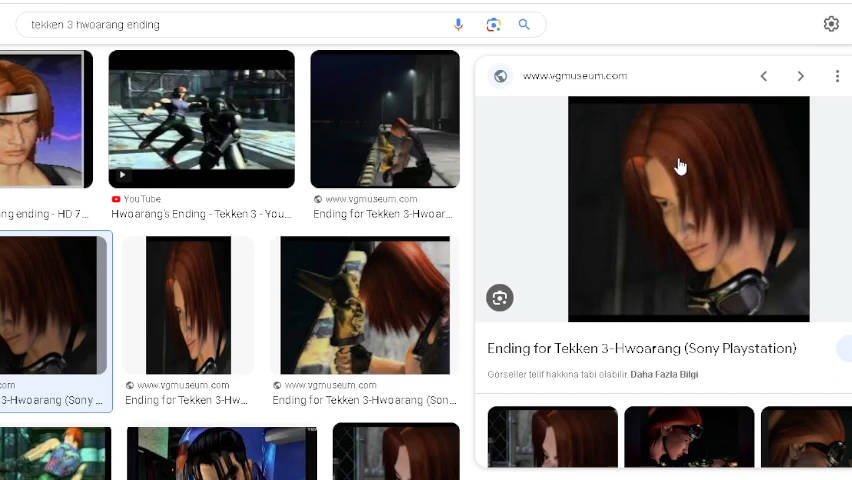 tekken 3 hwoarang ending
www.vgmuseum.com
YouTube
www.vgmuseum.com
ng ending - HD 7...
Hwoarang's Ending - Tekken 3 - You...
Ending for Tekken 3-Hwoar...
com
www.vgmuseum.com
www.vgmuseum.com
3-Hwoarang (Sony ...
Ending for Tekken 3-Hw...
Ending for Tekken 3-Hwoarang (Son...
Ending for Tekken 3-Hwoarang (Sony Playstation)
Görseller telif hakkına tabi olabilir. Daha Fazla Bilgi